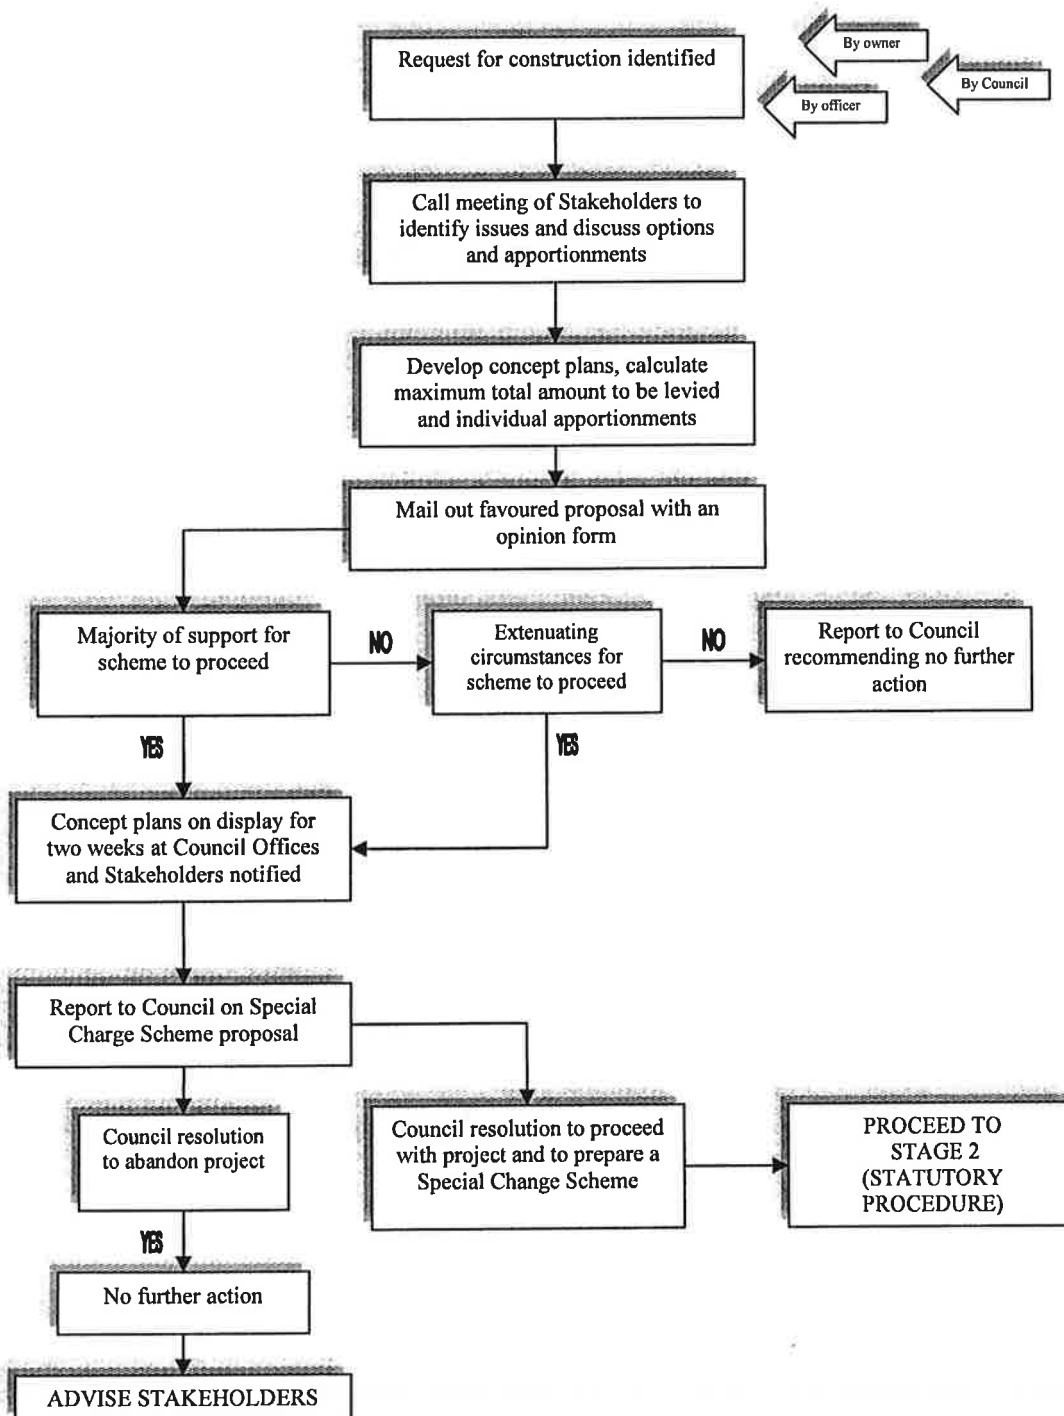 Request for construction identified
By owner
By Council
By officer
Call meeting of Stakeholders to
identify issues and discuss options
and apportionments
Develop concept plans, calculate
maximum total amount to be levied
and individual apportionments
Mail out favoured proposal with an
opinion form
Majority of support for
scheme to proceed
NO
Extenuating
circumstances for
scheme to proceed
NO
Report to Council
recommending no further
action
YES
YES
Concept plans on display for
two weeks at Council Offices
and Stakeholders notified
Report to Council on Special
Charge Scheme proposal
Council resolution
to abandon project
Council resolution to proceed
with project and to prepare a
Special Change Scheme
PROCEED TO
STAGE 2
(STATUTORY
PROCEDURE)
YES
No further action
ADVISE STAKEHOLDERS